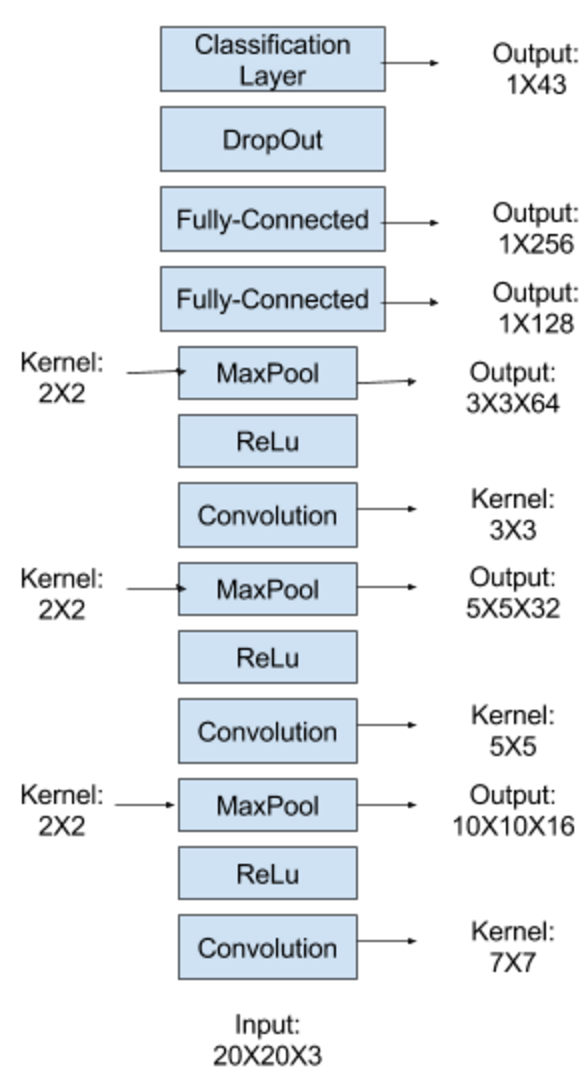 Classification
Layer
Output:
1X43
DropOut
Fully-Connected
Output:
1X256
Fully-Connected
Output:
1X128
Kernel:
2X2
MaxPool
Output:
3X3X64
ReLu
Convolution
Kernel:
3X3
Kernel:
2X2
MaxPool
Output:
5X5X32
ReLu
Convolution
Kernel:
5X5
Kernel:
2X2
MaxPool
Output:
10X10X16
ReLu
Convolution
Kernel:
7X7
Input:
20X20X3